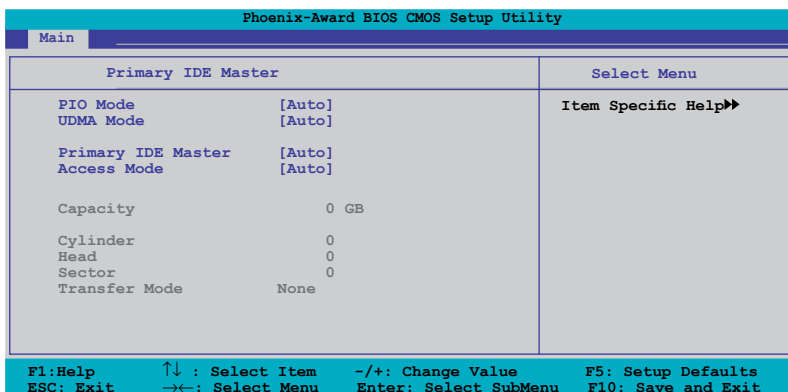 Phoenix-Award BIOS CMOS Setup Utility
Main
Primary IDE Master Select Menu
PIO Mode [Auto] Item Specific Help▶▶
UDMA Mode [Auto]
Primary IDE Master [Auto]
Access Mode [Auto]
Capacity 0 GB
Cylinder 0
Head 0
Sector 0
Transfer Mode None
F1:Help ↑↓ : Select Item -/+: Change Value F5: Setup Defaults
ESC: Exit →←: Select Menu Enter: Select SubMenu F10: Save and Exit